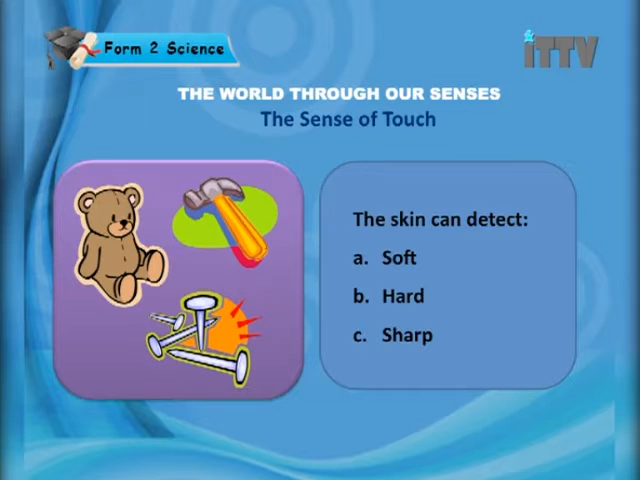 Form 2 Science
iTTV
THE WORLD THROUGH OUR SENSES
The Sense of Touch
The skin can detect:
a. Soft
b. Hard
c. Sharp